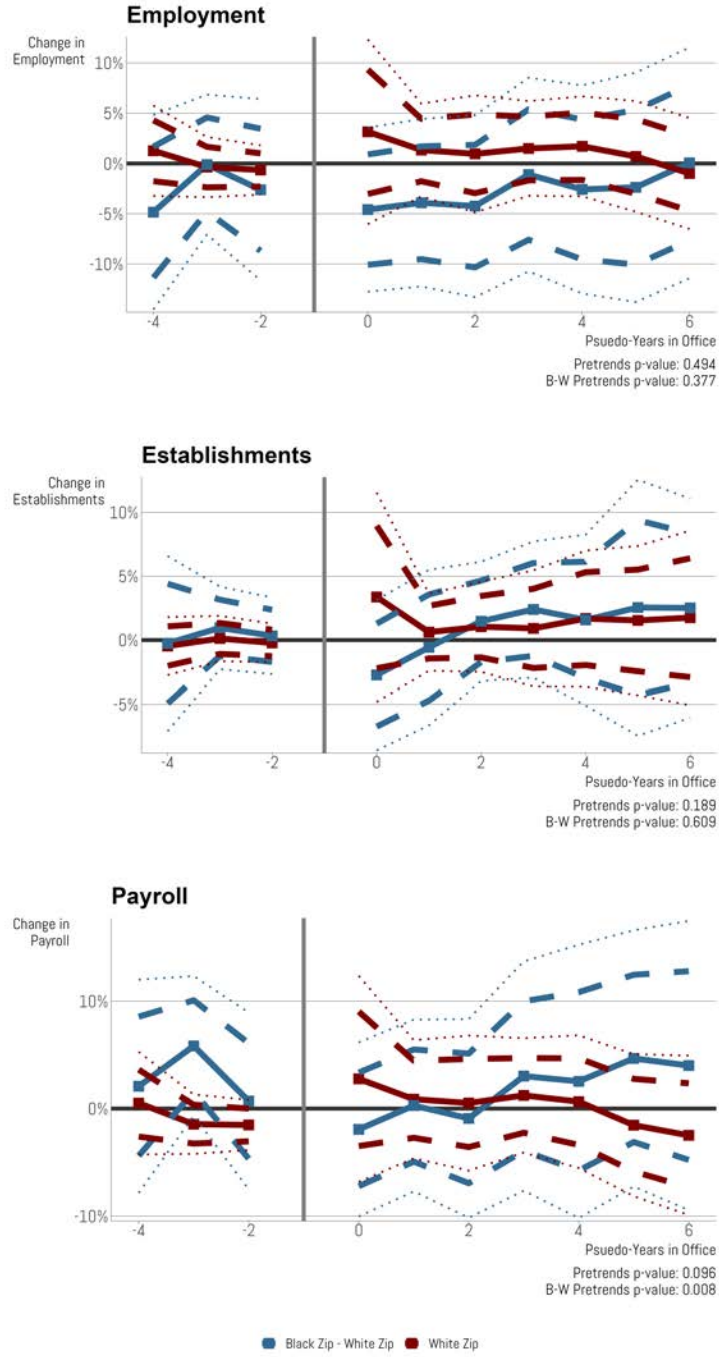 Employment
Change in
Employment
10%
5%
0%
-5%
-10%
-4
-2
0
2
4
6
Psuedo-Years in Office
Pretrends p-value: 0.494
B-W Pretrends p-value: 0.377
Establishments
Change in
Establishments
10%
5%
0%
-5%
-4
-2
0
2
4
6
Psuedo-Years in Office
Pretrends p-value: 0.189
B-W Pretrends p-value: 0.609
Payroll
Change in
Payroll
10%
0%
-10%
-4
-2
0
2
4
6
Psuedo-Years in Office
Pretrends p-value: 0.096
B-W Pretrends p-value: 0.008
Black Zip - White Zip
White Zip